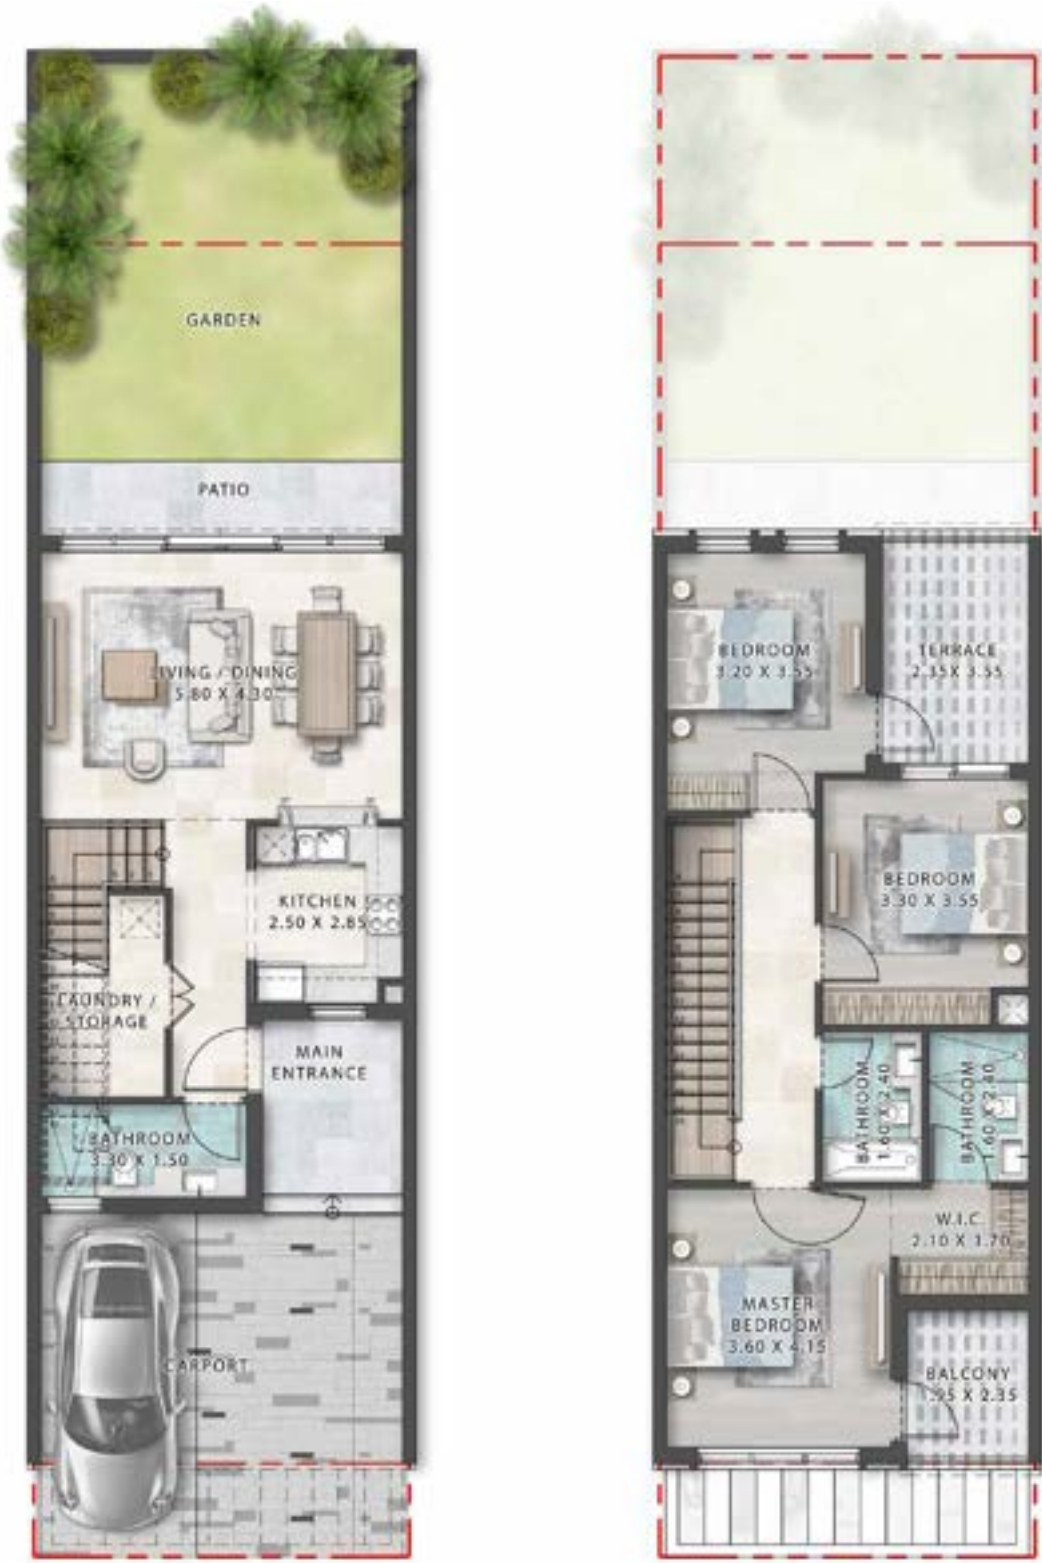 GARDEN
PATIO
LIVING / DINING
5.80 X 4.30
KITCHEN
2.50 X 2.85
LAUNDRY /
STORAGE
MAIN
ENTRANCE
BATHROOM
3.30 X 1.50
CARPORT
BEDROOM
3.20 X 3.55
TERRACE
2.35X 3.55
BEDROOM
3.30 X 3.55
BATHROOM
1.60 X 2.40
BATHROOM
1.60 X 2.40
W.I.C.
2.10 X 1.70
MASTER
BEDROOM
3.60 X 4.15
BALCONY
1.95 X 2.35